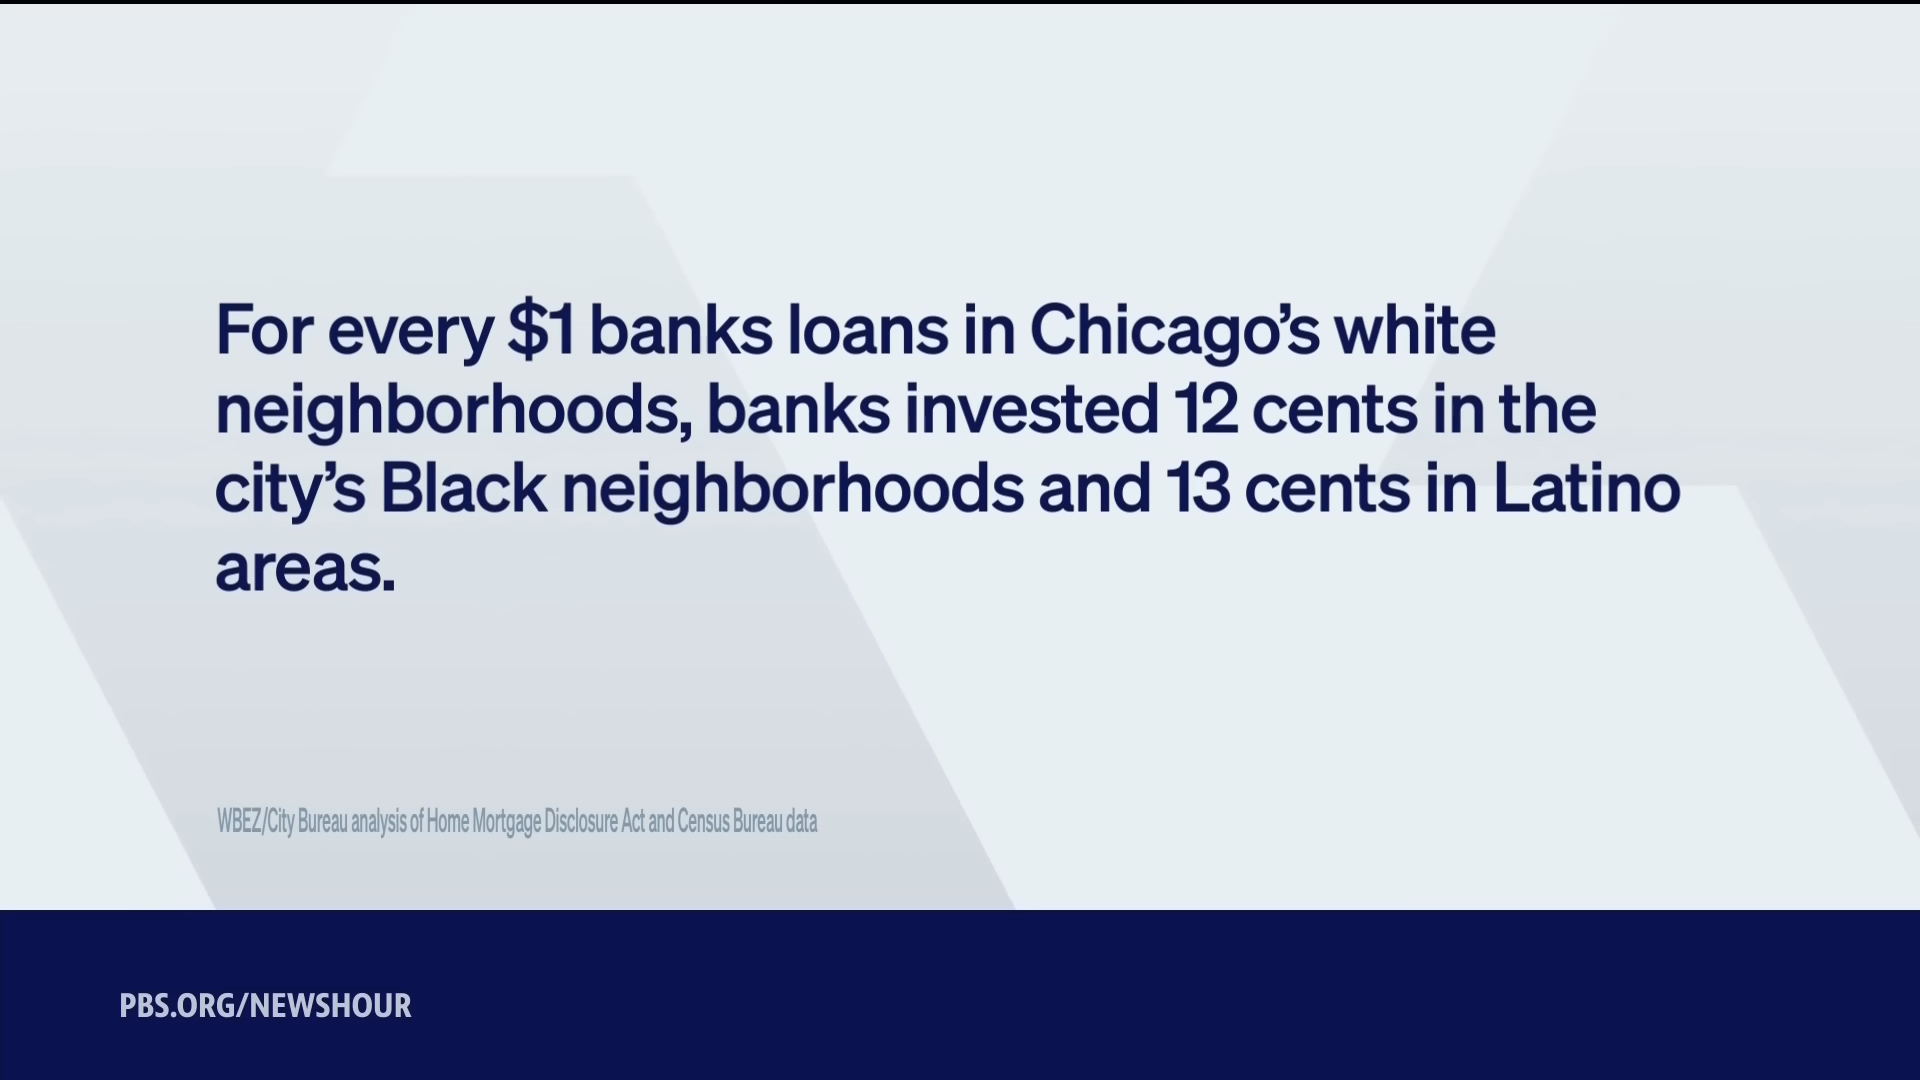 For every $1 banks loans in Chicago’s white
neighborhoods, banks invested 12 cents in the
city’s Black neighborhoods and 13 cents in Latino
areas.
WBEZ/City Bureau analysis of Home Mortgage Disclosure Act and Census Bureau data
PBS.ORG/NEWSHOUR